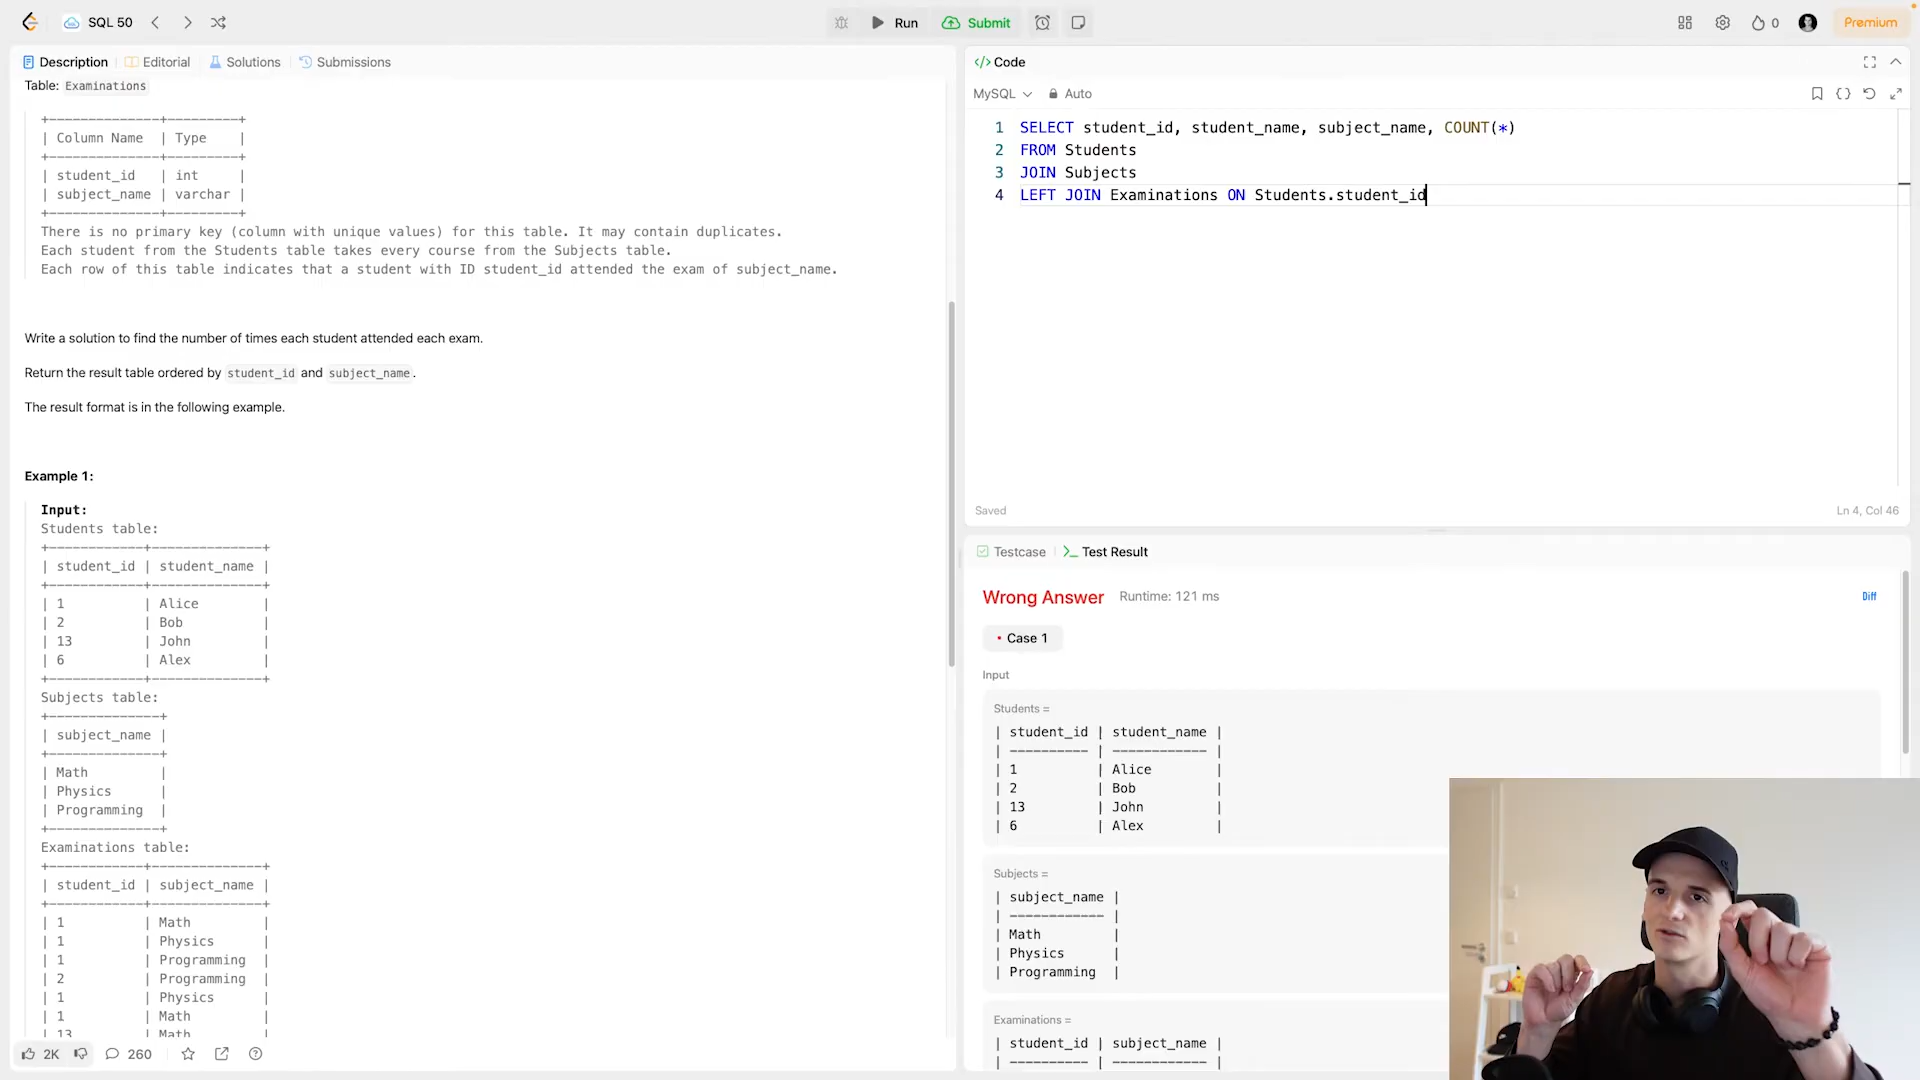 SQL 50
Run
Submit
0
Premium
Description
Editorial
Solutions
Submissions
Table: Examinations
+--------------+---------+
| Column Name  | Type    |
+--------------+---------+
| student_id   | int     |
| subject_name | varchar |
+--------------+---------+
There is no primary key (column with unique values) for this table. It may contain duplicates.
Each student from the Students table takes every course from the Subjects table.
Each row of this table indicates that a student with ID student_id attended the exam of subject_name.
Write a solution to find the number of times each student attended each exam.
Return the result table ordered by student_id and subject_name.
The result format is in the following example.
Example 1:
Input:
Students table:
+------------+--------------+
| student_id | student_name |
+------------+--------------+
| 1          | Alice        |
| 2          | Bob          |
| 13         | John         |
| 6          | Alex         |
+------------+--------------+
Subjects table:
+--------------+
| subject_name |
+--------------+
| Math         |
| Physics      |
| Programming  |
+--------------+
Examinations table:
+------------+--------------+
| student_id | subject_name |
+------------+--------------+
| 1          | Math         |
| 1          | Physics      |
| 1          | Programming  |
| 2          | Programming  |
| 1          | Physics      |
| 1          | Math         |
| 13         | Math         |
2K
260
</> Code
MySQL
Auto
1 SELECT student_id, student_name, subject_name, COUNT(*)
2 FROM Students
3 JOIN Subjects
4 LEFT JOIN Examinations ON Students.student_id
Saved
Ln 4, Col 46
Testcase
>_ Test Result
Wrong Answer
Runtime: 121 ms
Diff
• Case 1
Input
Students =
| student_id | student_name |
| ---------- | ------------ |
| 1          | Alice        |
| 2          | Bob          |
| 13         | John         |
| 6          | Alex         |
Subjects =
| subject_name |
| ------------ |
| Math         |
| Physics      |
| Programming  |
Examinations =
| student_id | subject_name |
| ---------- | ------------ |